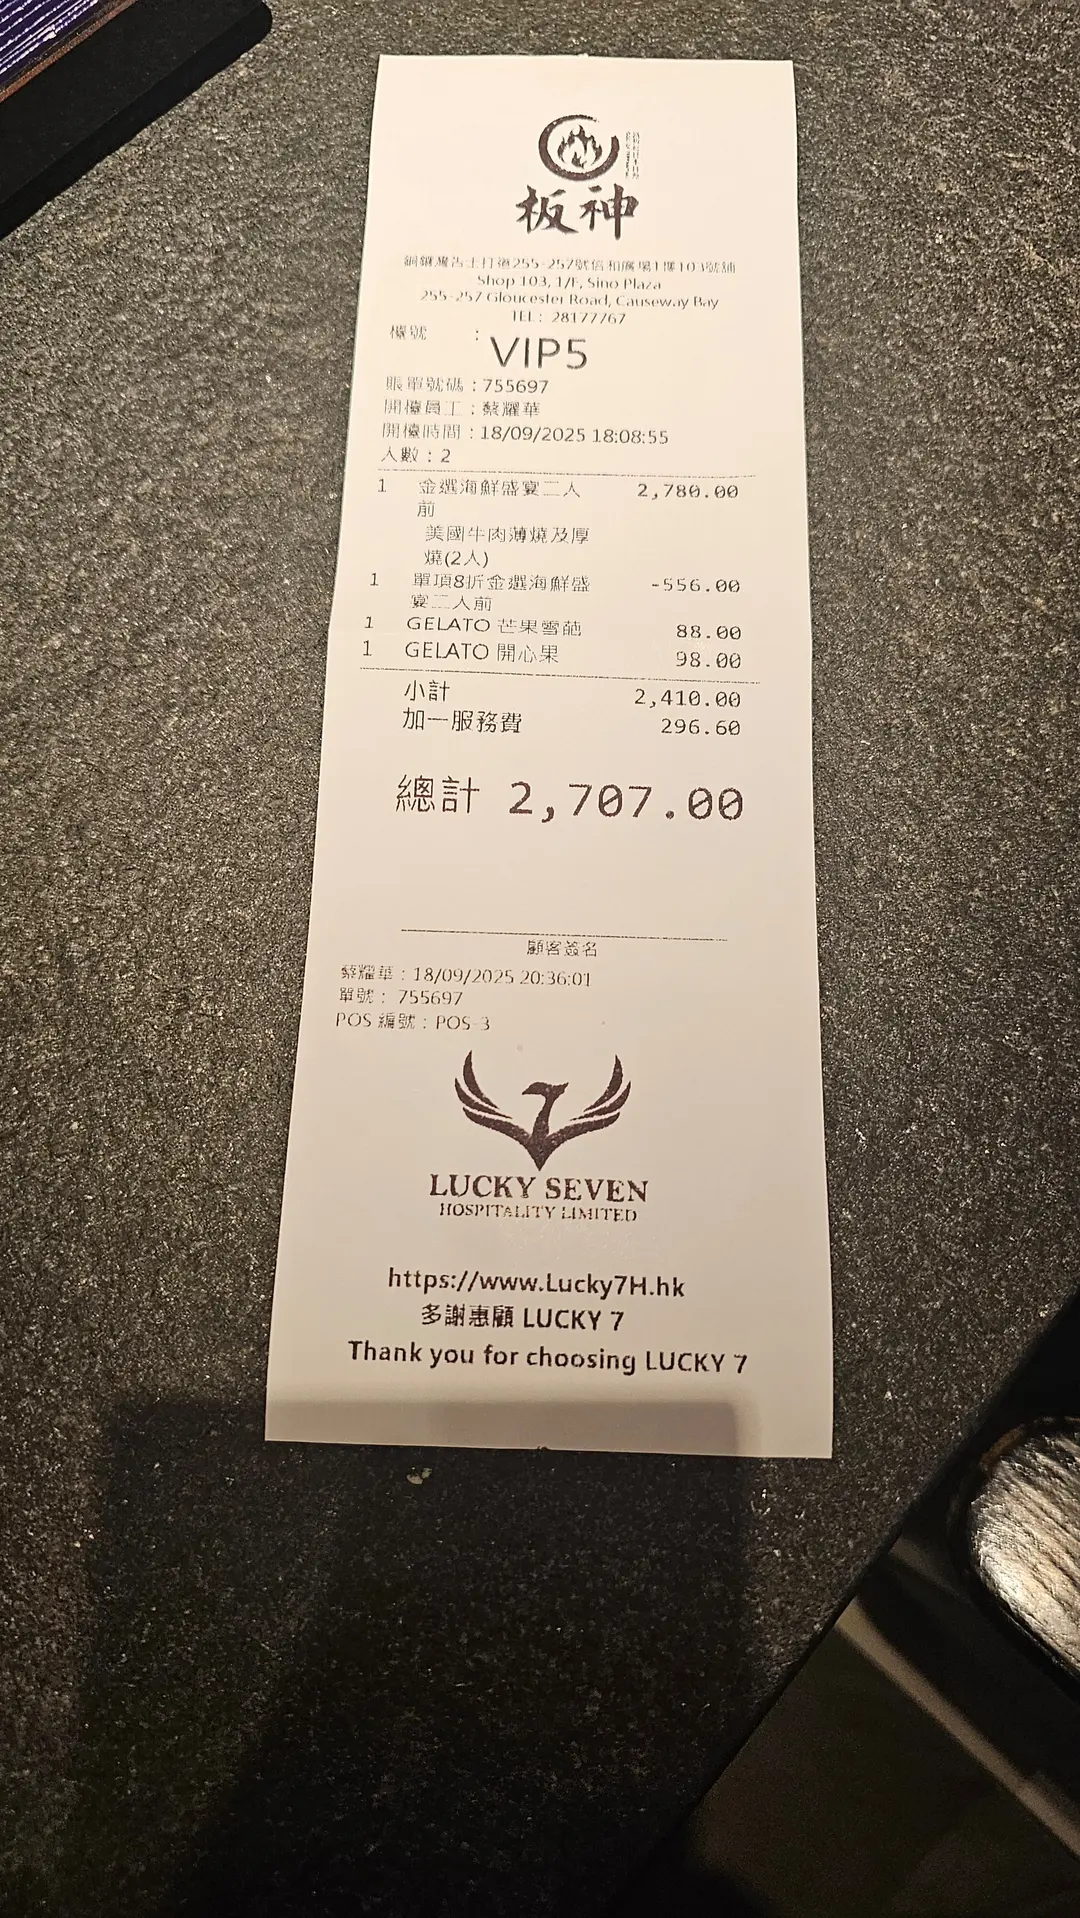 板神
銅鑼灣告士打道255-257號信和廣場1樓103號舖
Shop 103, 1/F, Sino Plaza
255-257 Gloucester Road, Causeway Bay
TEL: 28177767
檯號 :
VIP5
賬單號碼 : 755697
開檯員工 : 蔡耀華
開檯時間 : 18/09/2025 18:08:55
人數 : 2
1 金選海鮮盛宴二人 2,780.00
前
美國牛肉薄燒及厚
燒(2人)
1 單項8折金選海鮮盛 -556.00
宴二人前
1 GELATO 芒果雪葩 88.00
1 GELATO 開心果 98.00
小計 2,410.00
加一服務費 296.60
總計 2,707.00
顧客簽名
蔡耀華 : 18/09/2025 20:36:01
單號 : 755697
POS 編號 : POS-3
LUCKY SEVEN
HOSPITALITY LIMITED
https://www.Lucky7H.hk
多謝惠顧 LUCKY 7
Thank you for choosing LUCKY 7